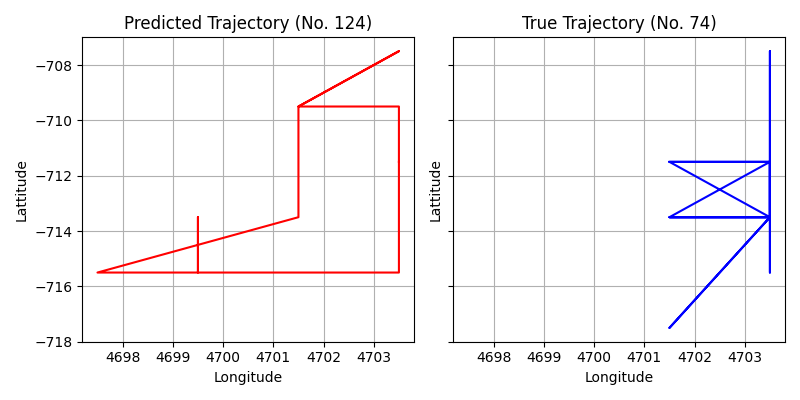 Predicted Trajectory (No. 124)
True Trajectory (No. 74)
−708
−710
−712
−714
−716
−718
Lattitude
Lattitude
4698 4699 4700 4701 4702 4703
4698 4699 4700 4701 4702 4703
Longitude
Longitude